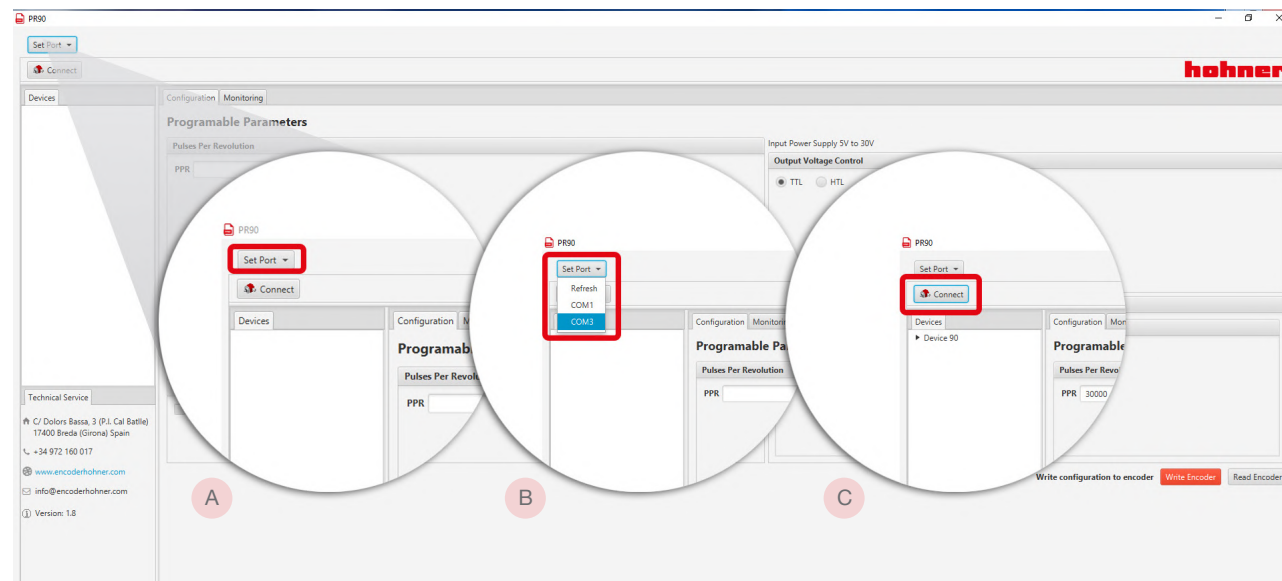 PR90
Set Port
Connect
hohner
Devices
Configuration Monitoring
Programable Parameters
Pulses Per Revolution
PPR
Input Power Supply 5V to 30V
Output Voltage Control
TTL HTL
PR90
Set Port
Connect
Devices
Configuration
Programab
Pulses Per Revol
PPR
A
PR90
Set Port
Refresh
COM1
COM3
Configuration Monitorin
Programable Pa
Pulses Per Revolution
PPR
B
PR90
Set Port
Connect
Devices
Device 90
Configuration Mon
Programable
Pulses Per Revo
PPR 30000
C
Technical Service
C/ Dolors Bassa, 3 (P.I. Cal Batlle)
17400 Breda (Girona) Spain
+34 972 160 017
www.encoderhohner.com
info@encoderhohner.com
Version: 1.8
Write configuration to encoder Write Encoder Read Encoder